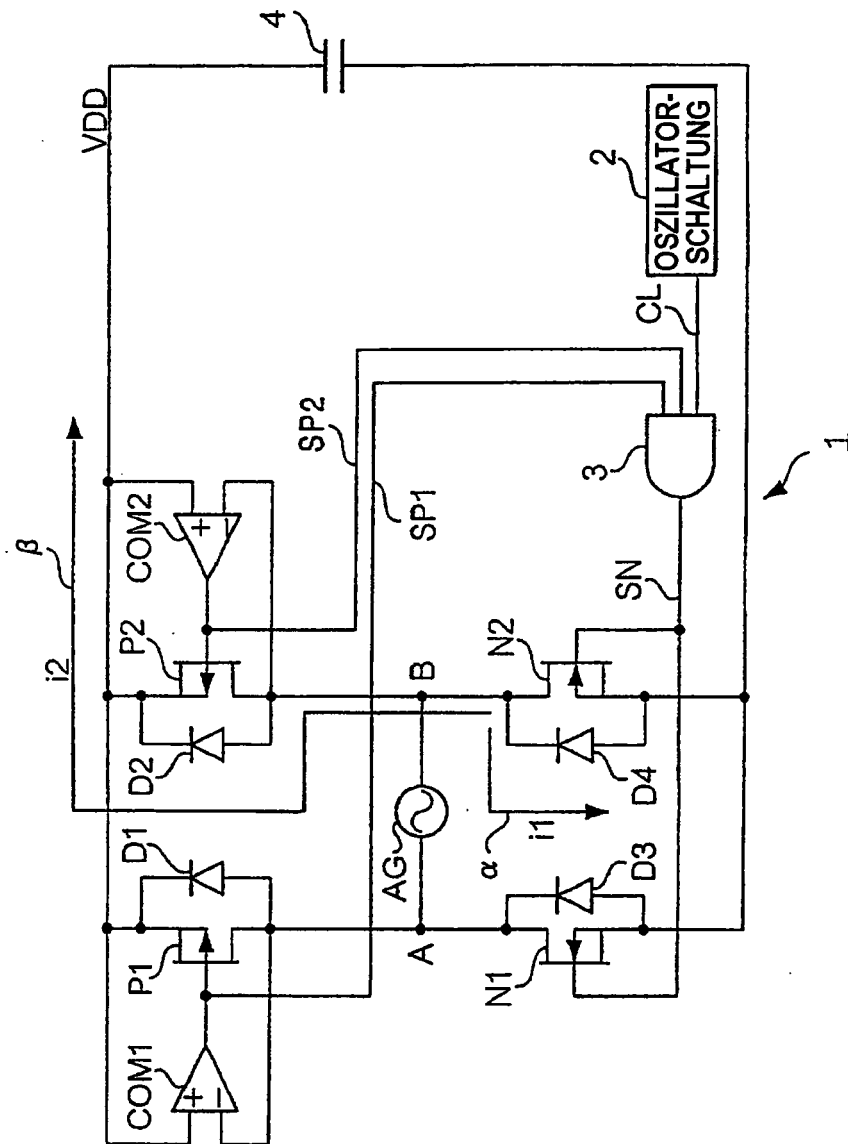 β
i2
VDD
4
COM1
+
−
P1
D1
D2
P2
COM2
+
−
A
AG
B
α
i1
SP2
SP1
N1
D3
D4
N2
SN
3
CL
2
OSZILLATOR-
SCHALTUNG
1